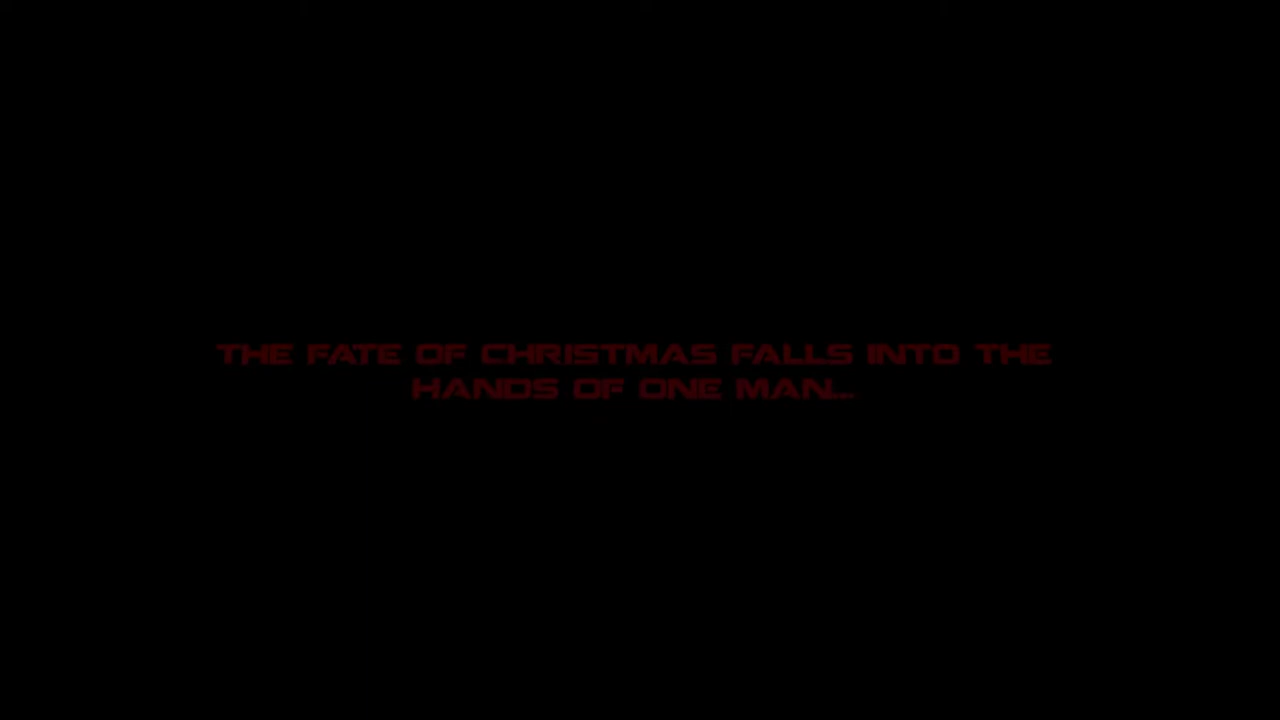 THE FATE OF CHRISTMAS FALLS INTO THE
HANDS OF ONE MAN...